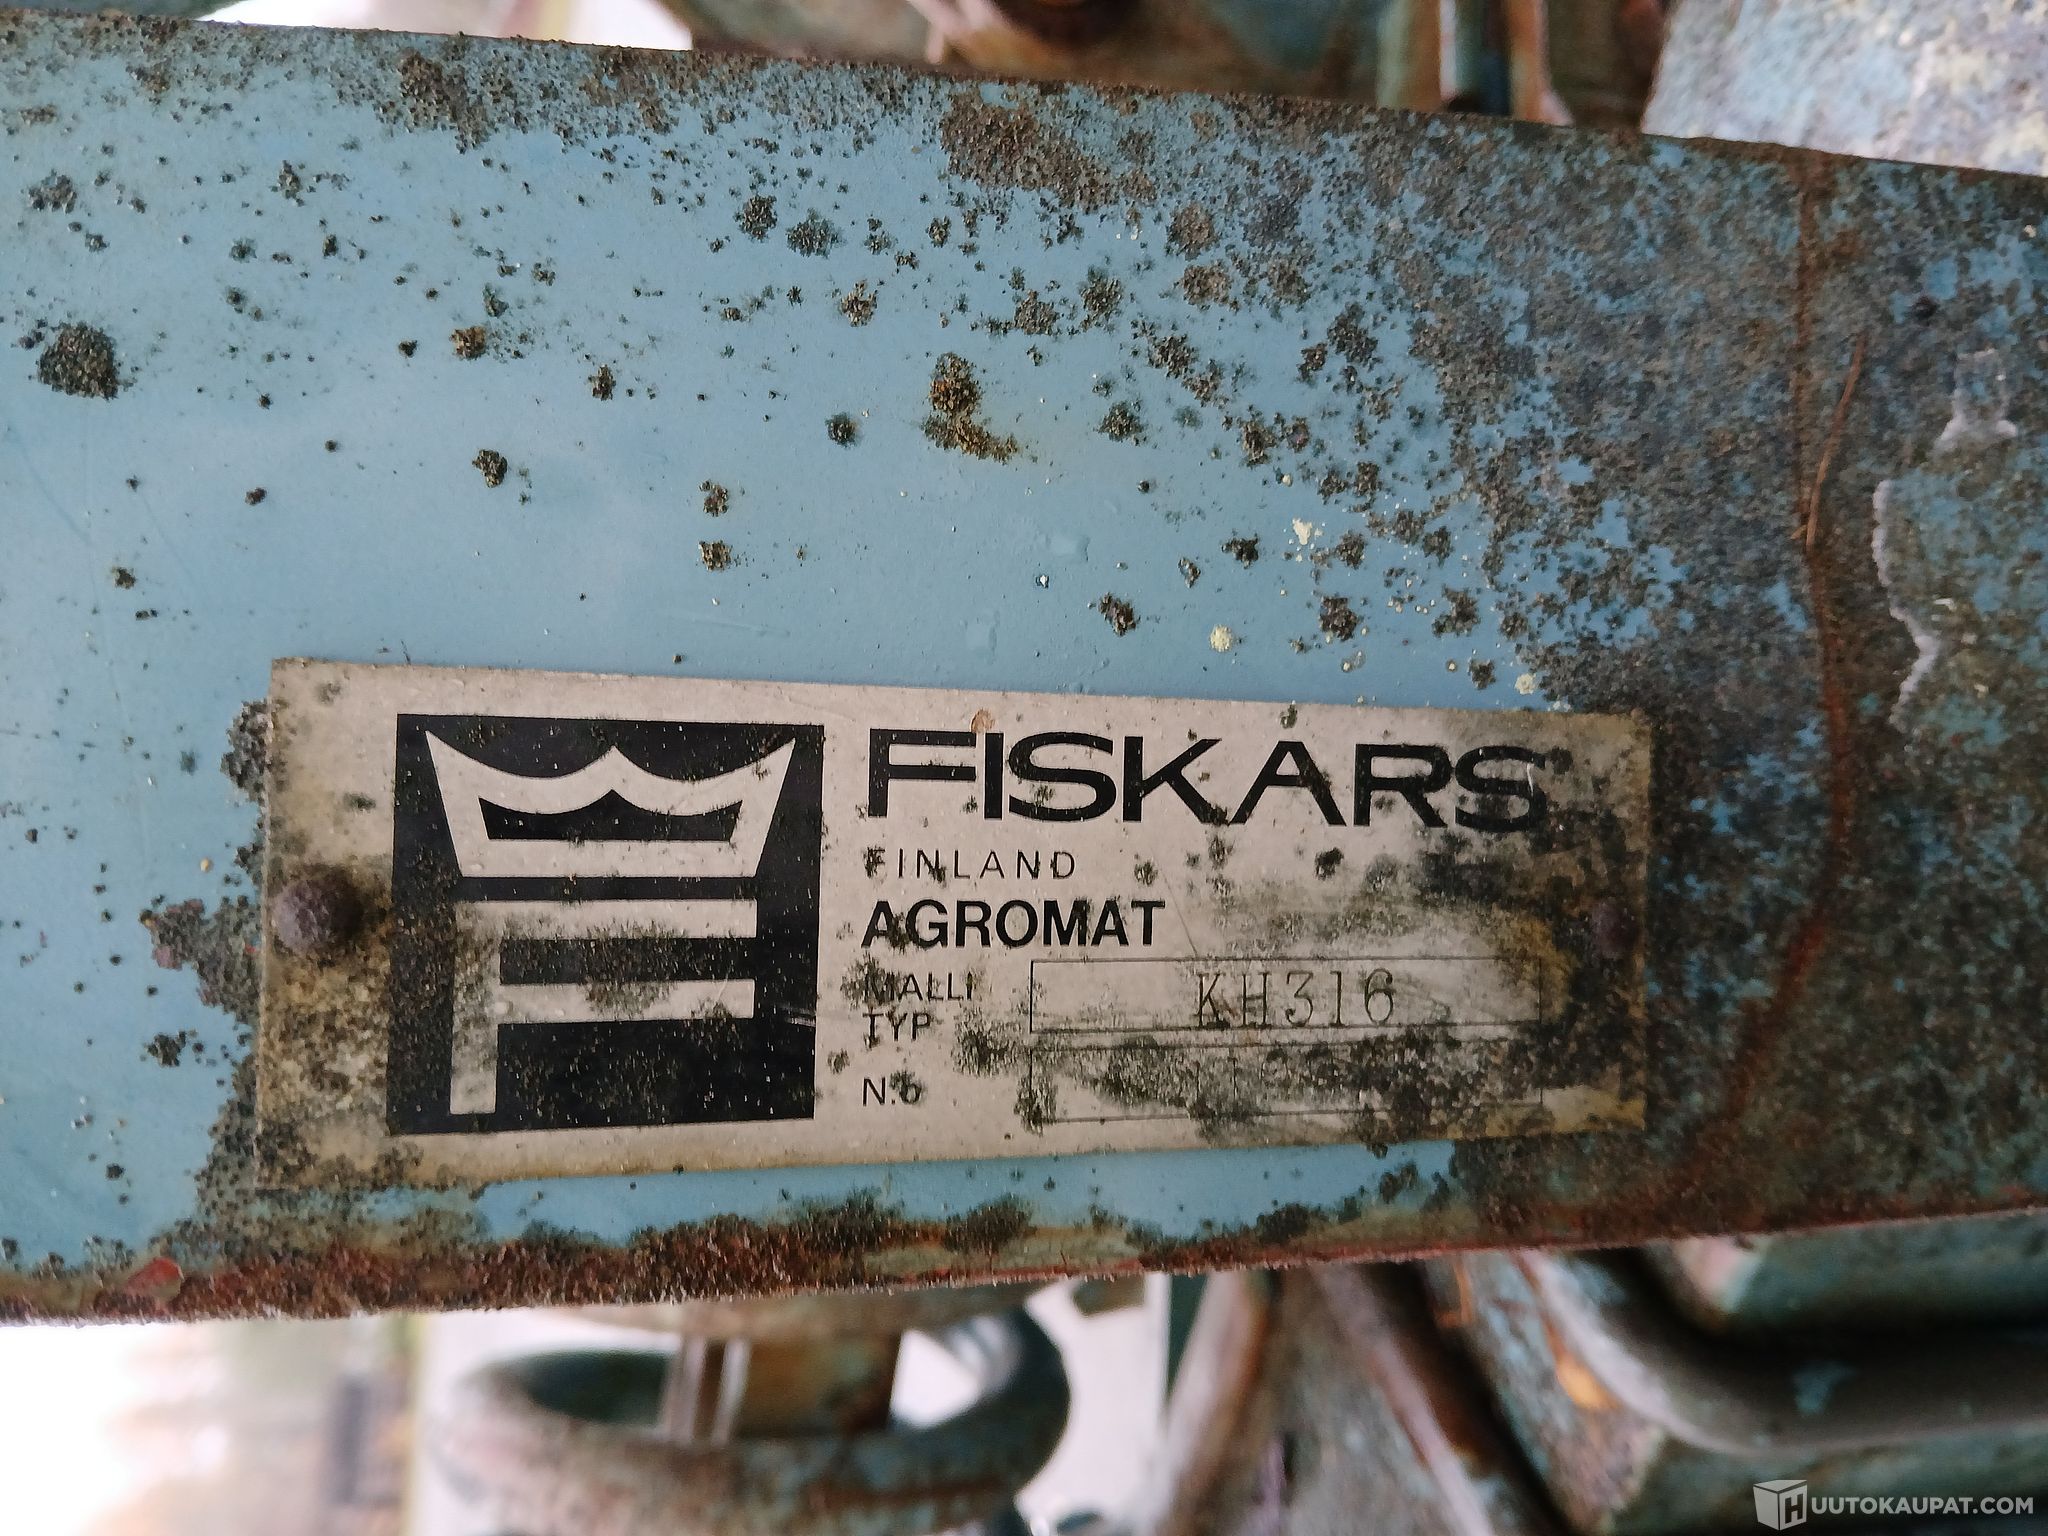 FISKARS
FINLAND
AGROMAT
MALLI
TYP
KH316
N:o
HUUTOKAUPAT.COM